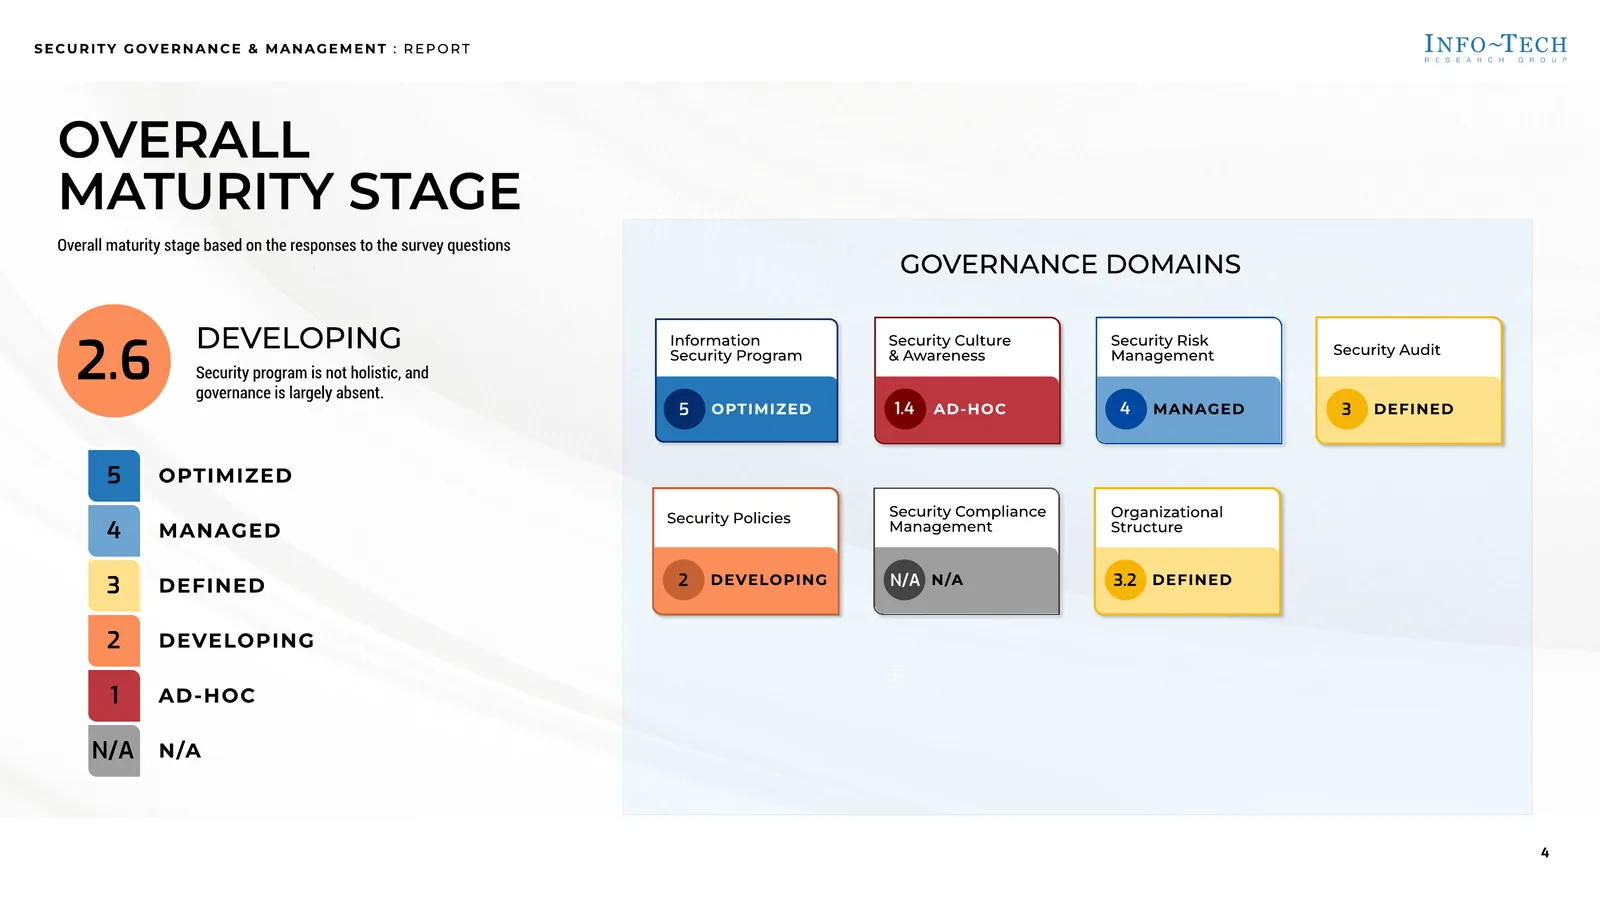 SECURITY GOVERNANCE & MANAGEMENT : REPORT
INFO~TECH
RESEARCH GROUP
OVERALL
MATURITY STAGE
Overall maturity stage based on the responses to the survey questions
2.6
DEVELOPING
Security program is not holistic, and
governance is largely absent.
5 OPTIMIZED
4 MANAGED
3 DEFINED
2 DEVELOPING
1 AD-HOC
N/A N/A
GOVERNANCE DOMAINS
Information
Security Program
5 OPTIMIZED
Security Culture
& Awareness
1.4 AD-HOC
Security Risk
Management
4 MANAGED
Security Audit
3 DEFINED
Security Policies
2 DEVELOPING
Security Compliance
Management
N/A N/A
Organizational
Structure
3.2 DEFINED
5
4